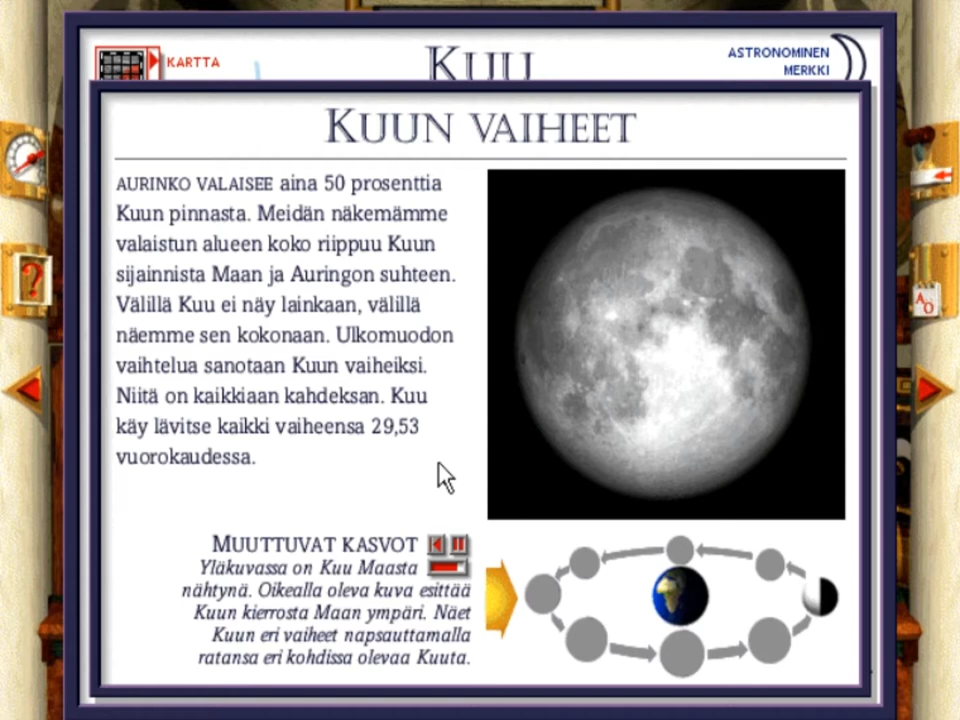 KARTTA
KUU
ASTRONOMINEN
MERKKI
KUUN VAIHEET
AURINKO VALAISEE aina 50 prosenttia
Kuun pinnasta. Meidän näkemämme
valaistun alueen koko riippuu Kuun
sijainnista Maan ja Auringon suhteen.
Välillä Kuu ei näy lainkaan, välillä
näemme sen kokonaan. Ulkomuodon
vaihtelua sanotaan Kuun vaiheiksi.
Niitä on kaikkiaan kahdeksan. Kuu
käy lävitse kaikki vaiheensa 29,53
vuorokaudessa.
MUUTTUVAT KASVOT
Yläkuvassa on Kuu Maasta
nähtynä. Oikealla oleva kuva esittää
Kuun kierrosta Maan ympäri. Näet
Kuun eri vaiheet napsauttamalla
ratansa eri kohdissa olevaa Kuuta.
?
A
O